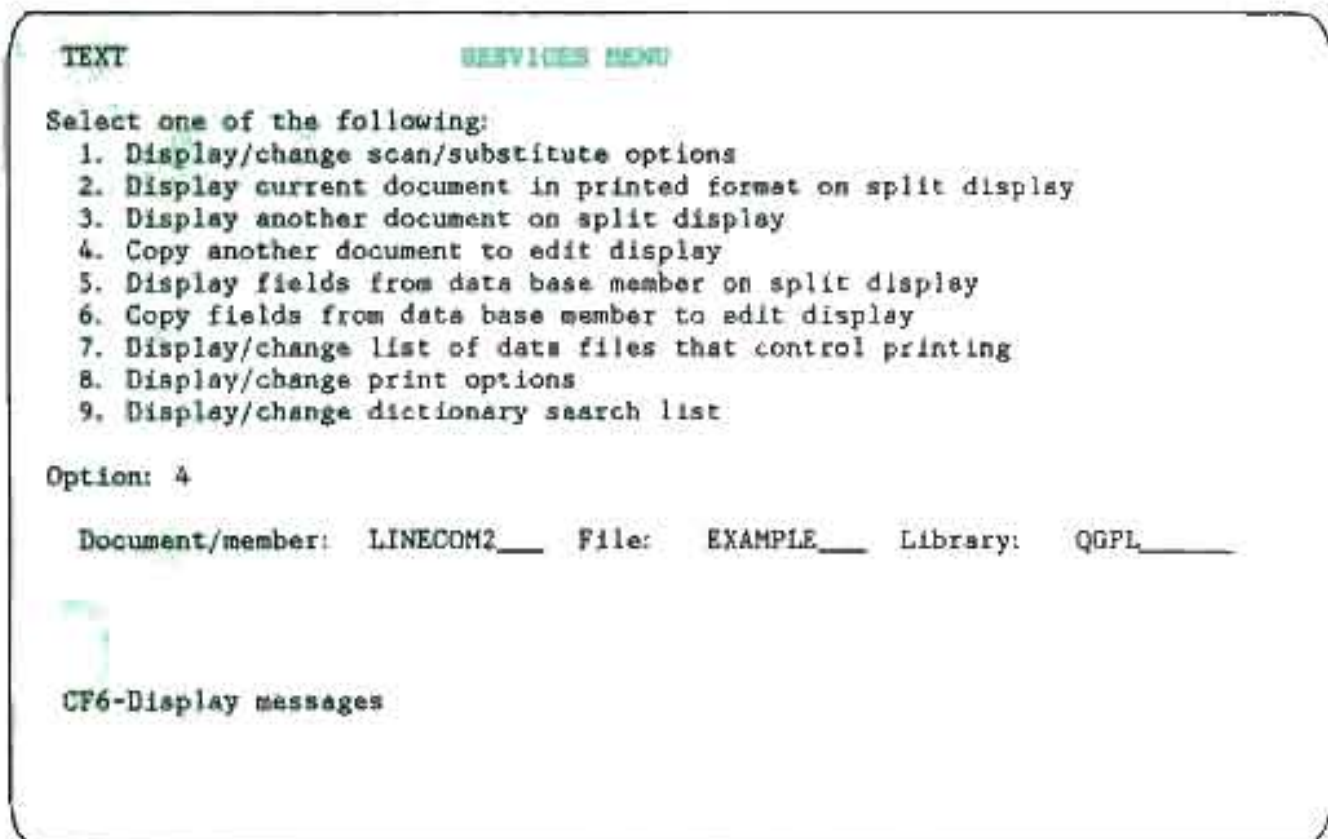 TEXT SERVICES MENU
Select one of the following:
1. Display/change scan/substitute options
2. Display current document in printed format on split display
3. Display another document on split display
4. Copy another document to edit display
5. Display fields from data base member on split display
6. Copy fields from data base member to edit display
7. Display/change list of data files that control printing
8. Display/change print options
9. Display/change dictionary search list
Option: 4
Document/member: LINECOM2___ File: EXAMPLE___ Library: QGPL______
CF6-Display messages